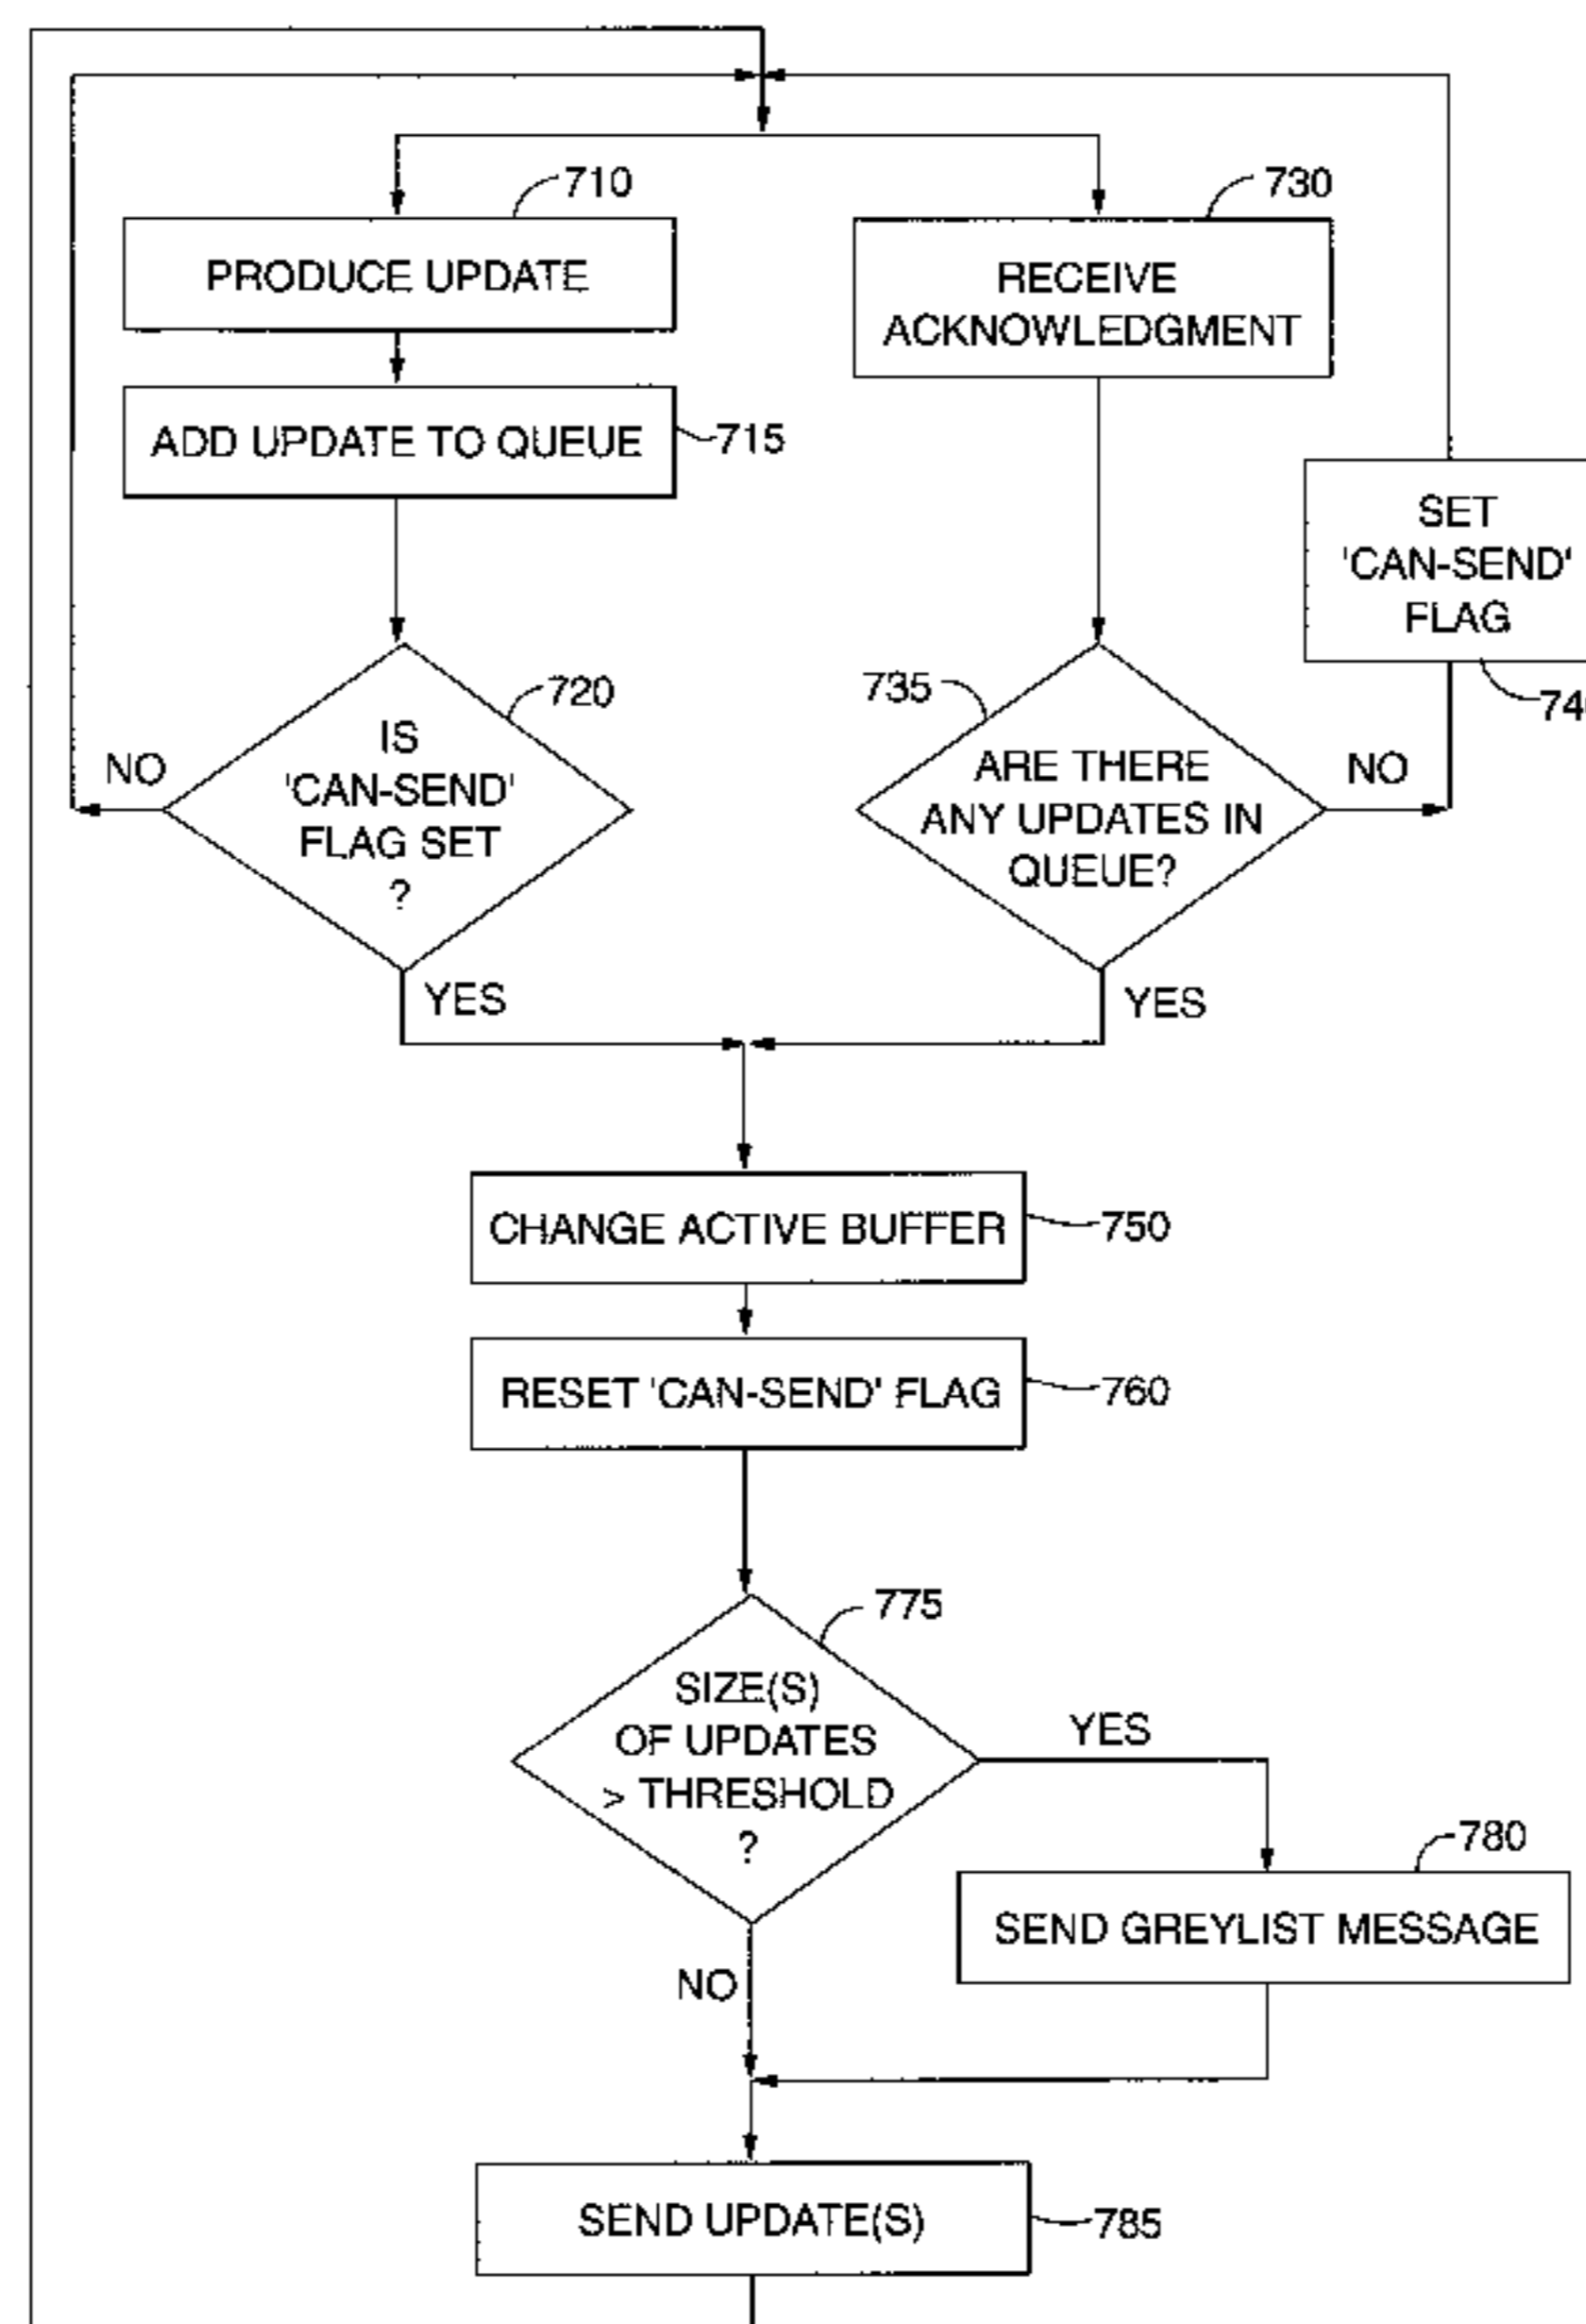 710
730
PRODUCE UPDATE
RECEIVE
ACKNOWLEDGMENT
ADD UPDATE TO QUEUE
715
SET
'CAN-SEND'
FLAG
720
735
IS
'CAN-SEND'
FLAG SET
?
NO
ARE THERE
ANY UPDATES IN
QUEUE?
NO
YES
YES
CHANGE ACTIVE BUFFER
750
RESET 'CAN-SEND' FLAG
760
775
SIZE(S)
OF UPDATES
> THRESHOLD
?
YES
780
SEND GREYLIST MESSAGE
NO
SEND UPDATE(S)
785